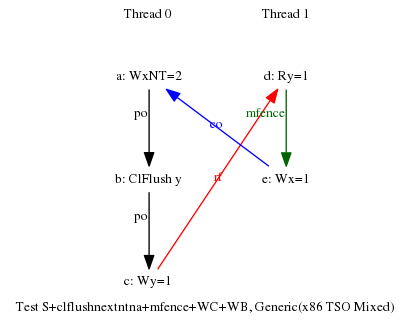 Thread 0
Thread 1
a: WxNT=2
d: Ry=1
po
mfence
co
b: ClFlush y
rf
e: Wx=1
po
c: Wy=1
Test S+clflushnextntna+mfence+WC+WB, Generic(x86 TSO Mixed)